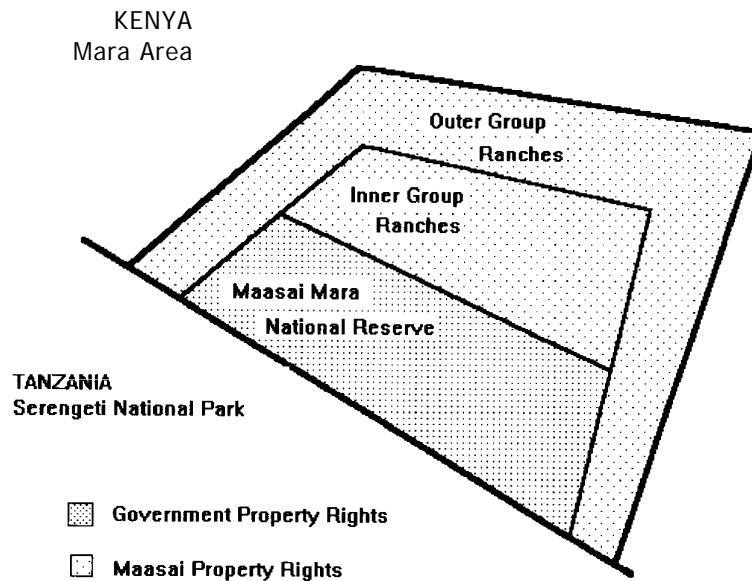 KENYA
Mara Area
Outer Group
Ranches
Inner Group
Ranches
Maasai Mara
National Reserve
TANZANIA
Serengeti National Park
Government Property Rights
Maasai Property Rights